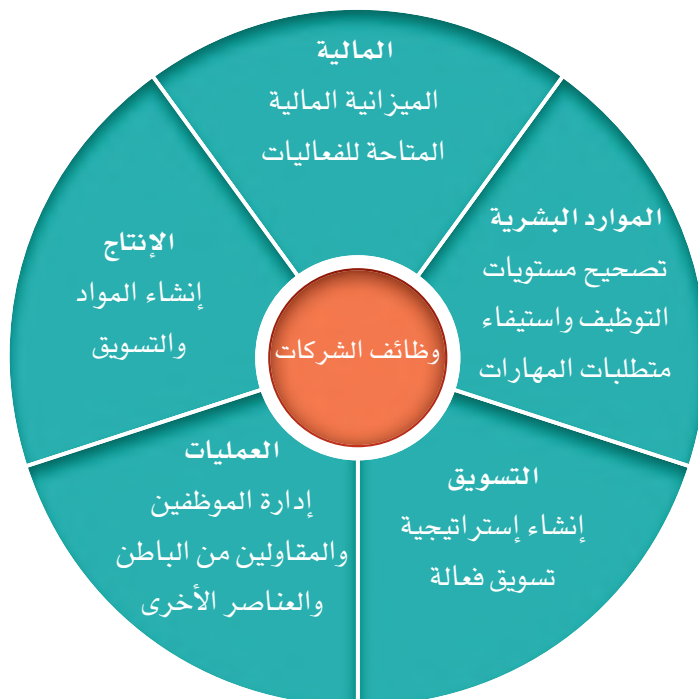 المالية
الميزانية المالية
المتاحة للفعاليات
الموارد البشرية
تصحيح مستويات
التوظيف واستيفاء
متطلبات المهارات
التسويق
إنشاء إستراتيجية
تسويق فعالة
العمليات
إدارة الموظفين
والمقاولين من الباطن
والعناصر الأخرى
الإنتاج
إنشاء المواد
والتسويق
وظائف الشركات